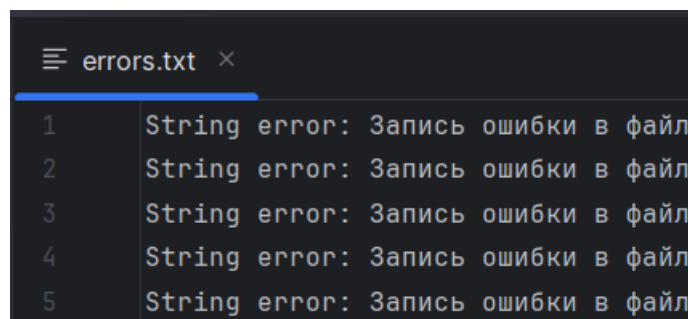 errors.txt
1 String error: Запись ошибки в файл
2 String error: Запись ошибки в файл
3 String error: Запись ошибки в файл
4 String error: Запись ошибки в файл
5 String error: Запись ошибки в файл